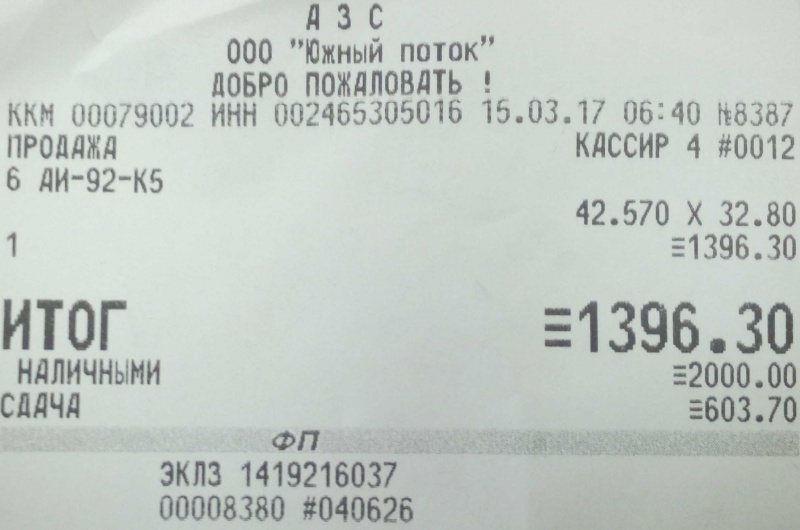 А З С
ООО "Южный поток"
ДОБРО ПОЖАЛОВАТЬ !
ККМ 00079002 ИНН 002465305016 15.03.17 06:40 №8387
ПРОДАЖА КАССИР 4 #0012
6 АИ-92-К5
42.570 X 32.80
1 ≡1396.30
ИТОГ ≡1396.30
НАЛИЧНЫМИ ≡2000.00
СДАЧА ≡603.70
ФП
ЭКЛЗ 1419216037
00008380 #040626